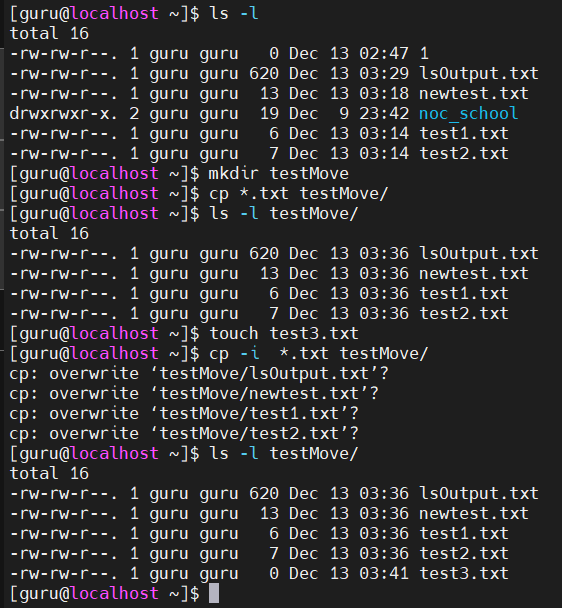 [guru@localhost ~]$ ls -l
total 16
-rw-rw-r--. 1 guru guru   0 Dec 13 02:47 1
-rw-rw-r--. 1 guru guru 620 Dec 13 03:29 lsOutput.txt
-rw-rw-r--. 1 guru guru  13 Dec 13 03:18 newtest.txt
drwxrwxr-x. 2 guru guru  19 Dec  9 23:42 noc_school
-rw-rw-r--. 1 guru guru   6 Dec 13 03:14 test1.txt
-rw-rw-r--. 1 guru guru   7 Dec 13 03:14 test2.txt
[guru@localhost ~]$ mkdir testMove
[guru@localhost ~]$ cp *.txt testMove/
[guru@localhost ~]$ ls -l testMove/
total 16
-rw-rw-r--. 1 guru guru 620 Dec 13 03:36 lsOutput.txt
-rw-rw-r--. 1 guru guru  13 Dec 13 03:36 newtest.txt
-rw-rw-r--. 1 guru guru   6 Dec 13 03:36 test1.txt
-rw-rw-r--. 1 guru guru   7 Dec 13 03:36 test2.txt
[guru@localhost ~]$ touch test3.txt
[guru@localhost ~]$ cp -i  *.txt testMove/
cp: overwrite ‘testMove/lsOutput.txt’?
cp: overwrite ‘testMove/newtest.txt’?
cp: overwrite ‘testMove/test1.txt’?
cp: overwrite ‘testMove/test2.txt’?
[guru@localhost ~]$ ls -l testMove/
total 16
-rw-rw-r--. 1 guru guru 620 Dec 13 03:36 lsOutput.txt
-rw-rw-r--. 1 guru guru  13 Dec 13 03:36 newtest.txt
-rw-rw-r--. 1 guru guru   6 Dec 13 03:36 test1.txt
-rw-rw-r--. 1 guru guru   7 Dec 13 03:36 test2.txt
-rw-rw-r--. 1 guru guru   0 Dec 13 03:41 test3.txt
[guru@localhost ~]$